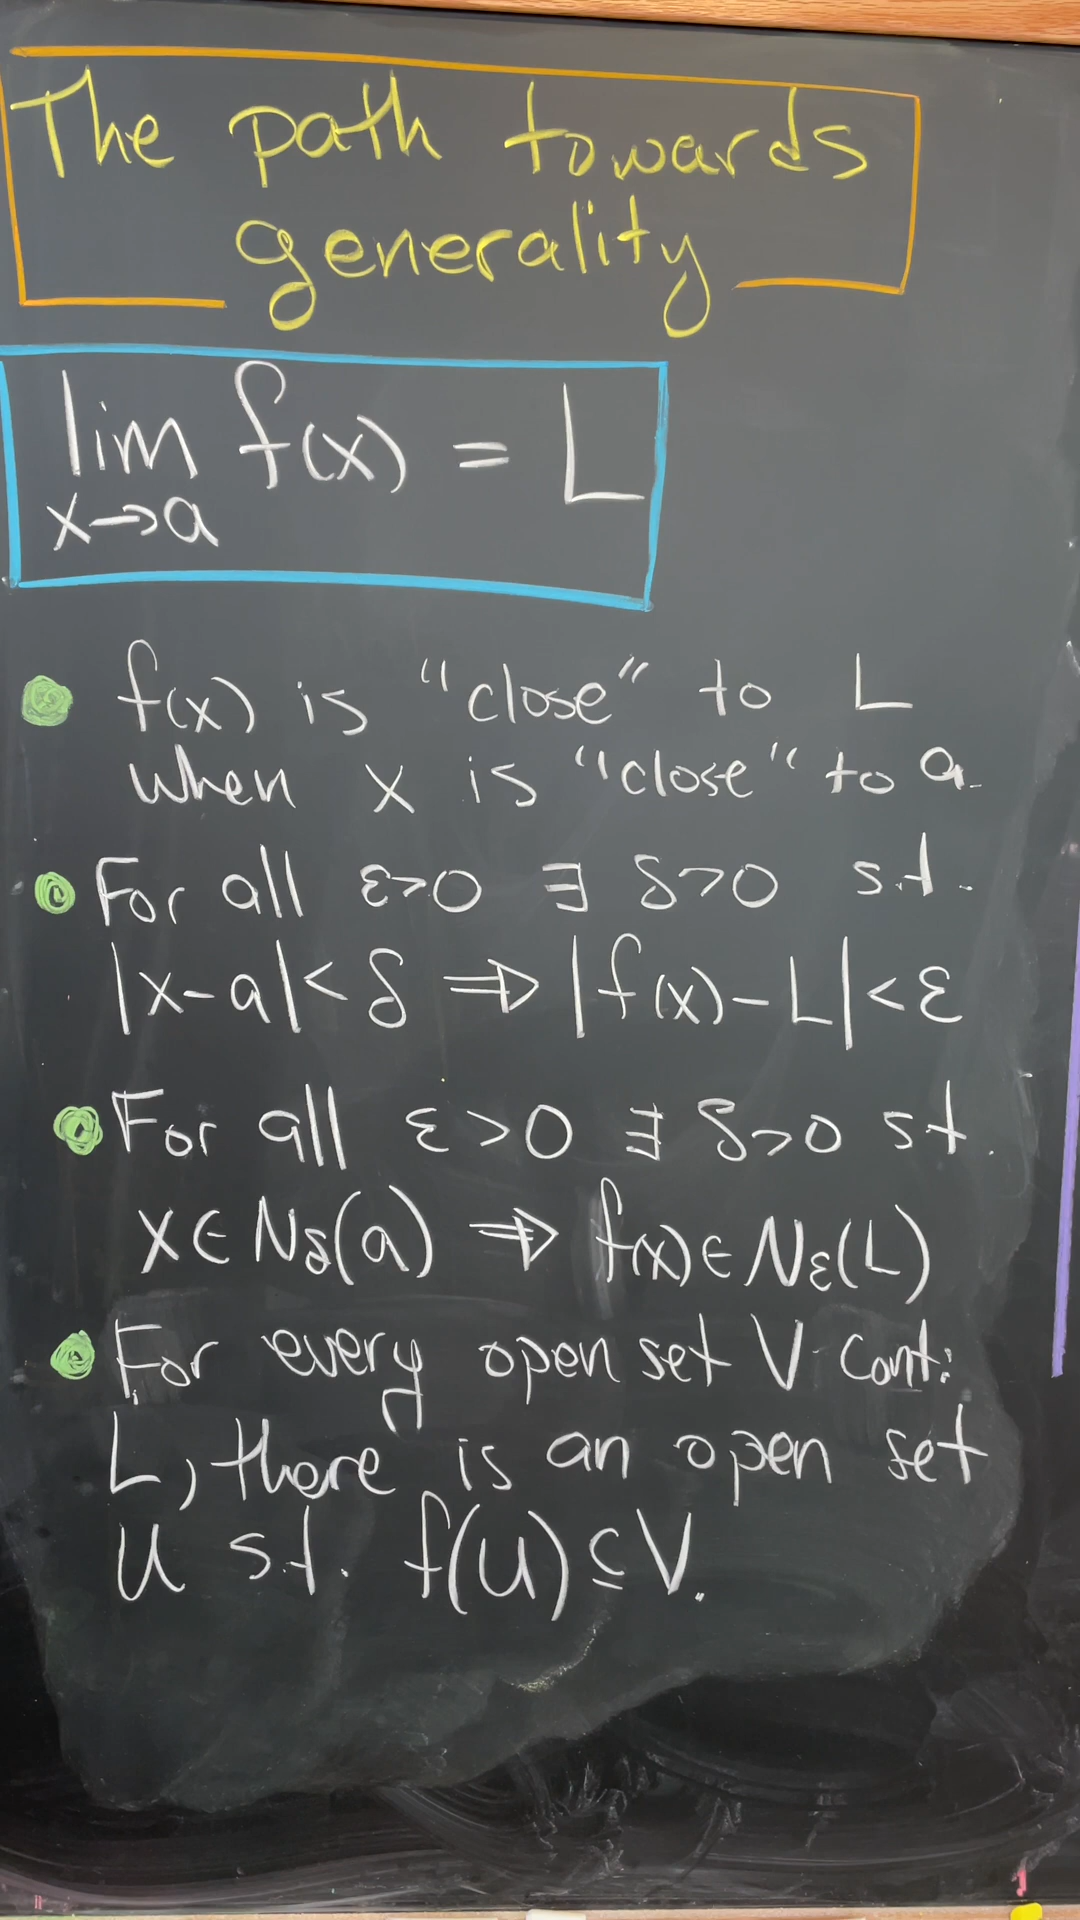 The path towards
generality
lim f(x) = L
x→a
f(x) is "close" to L
when x is "close" to a.
For all ε>0 ∃ δ>0 s.t.
|x-a|<δ ⇒ |f(x)-L|<ε
For all ε>0 ∃ δ>0 st.
x∈Nδ(a) ⇒ f(x)∈Nε(L)
For every open set V cont:
L, there is an open set
U s.t. f(U)⊆V.